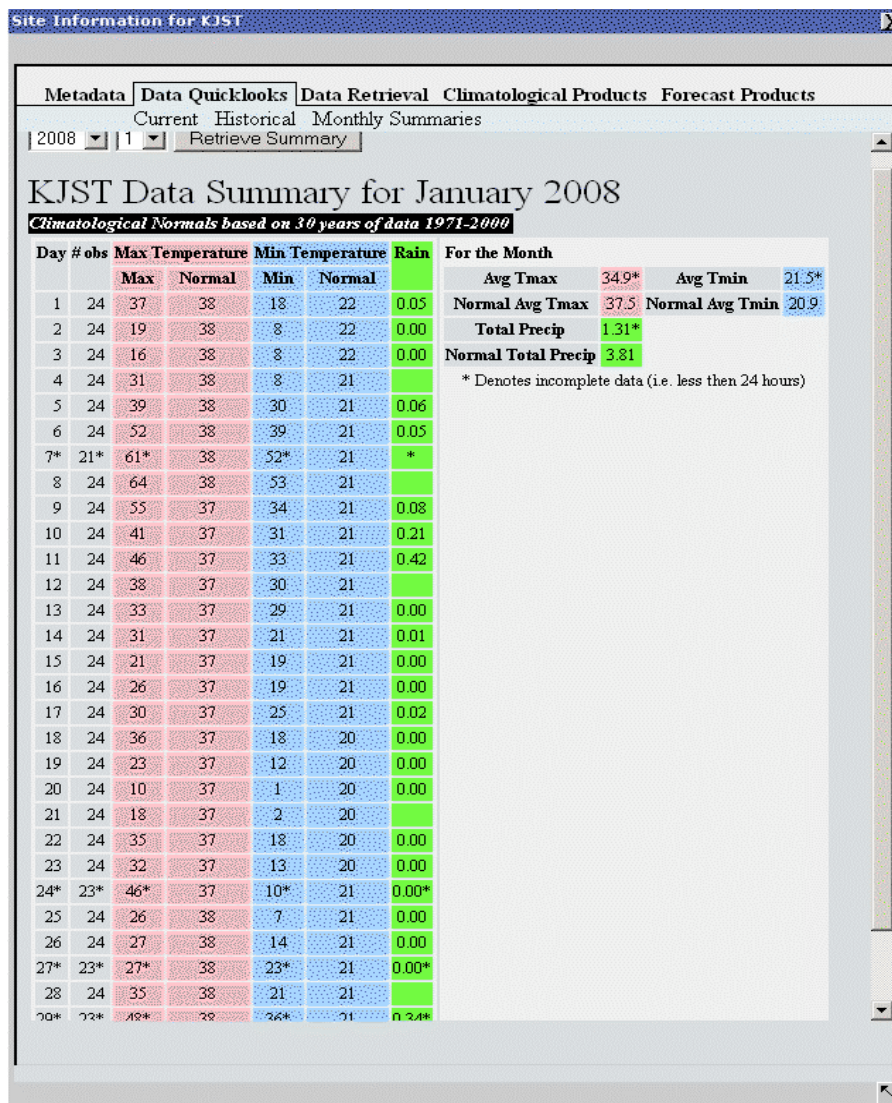 Site Information for KJST
Metadata Data Quicklooks Data Retrieval Climatological Products Forecast Products
Current Historical Monthly Summaries
2008 1 Retrieve Summary
KJST Data Summary for January 2008
Climatological Normals based on 30 years of data 1971-2000
Day # obs Max Temperature Min Temperature Rain For the Month
Max Normal Min Normal Avg Tmax 34.9* Avg Tmin 21.5*
1 24 37 38 18 22 0.05 Normal Avg Tmax 37.5 Normal Avg Tmin 20.9
2 24 19 38 8 22 0.00 Total Precip 1.31*
3 24 16 38 8 22 0.00 Normal Total Precip 3.81
4 24 31 38 8 21 * Denotes incomplete data (i.e. less then 24 hours)
5 24 39 38 30 21 0.06
6 24 52 38 39 21 0.05
7* 21* 61* 38 52* 21 *
8 24 64 38 53 21
9 24 55 37 34 21 0.08
10 24 41 37 31 21 0.21
11 24 46 37 33 21 0.42
12 24 38 37 30 21
13 24 33 37 29 21 0.00
14 24 31 37 21 21 0.01
15 24 21 37 19 21 0.00
16 24 26 37 19 21 0.00
17 24 30 37 25 21 0.02
18 24 36 37 18 20 0.00
19 24 23 37 12 20 0.00
20 24 10 37 1 20 0.00
21 24 18 37 2 20
22 24 35 37 18 20 0.00
23 24 32 37 13 20 0.00
24* 23* 46* 37 10* 21 0.00*
25 24 26 38 7 21 0.00
26 24 27 38 14 21 0.00
27* 23* 27* 38 23* 21 0.00*
28 24 35 38 21 21
29* 23* 48* 38 36* 21 0.34*